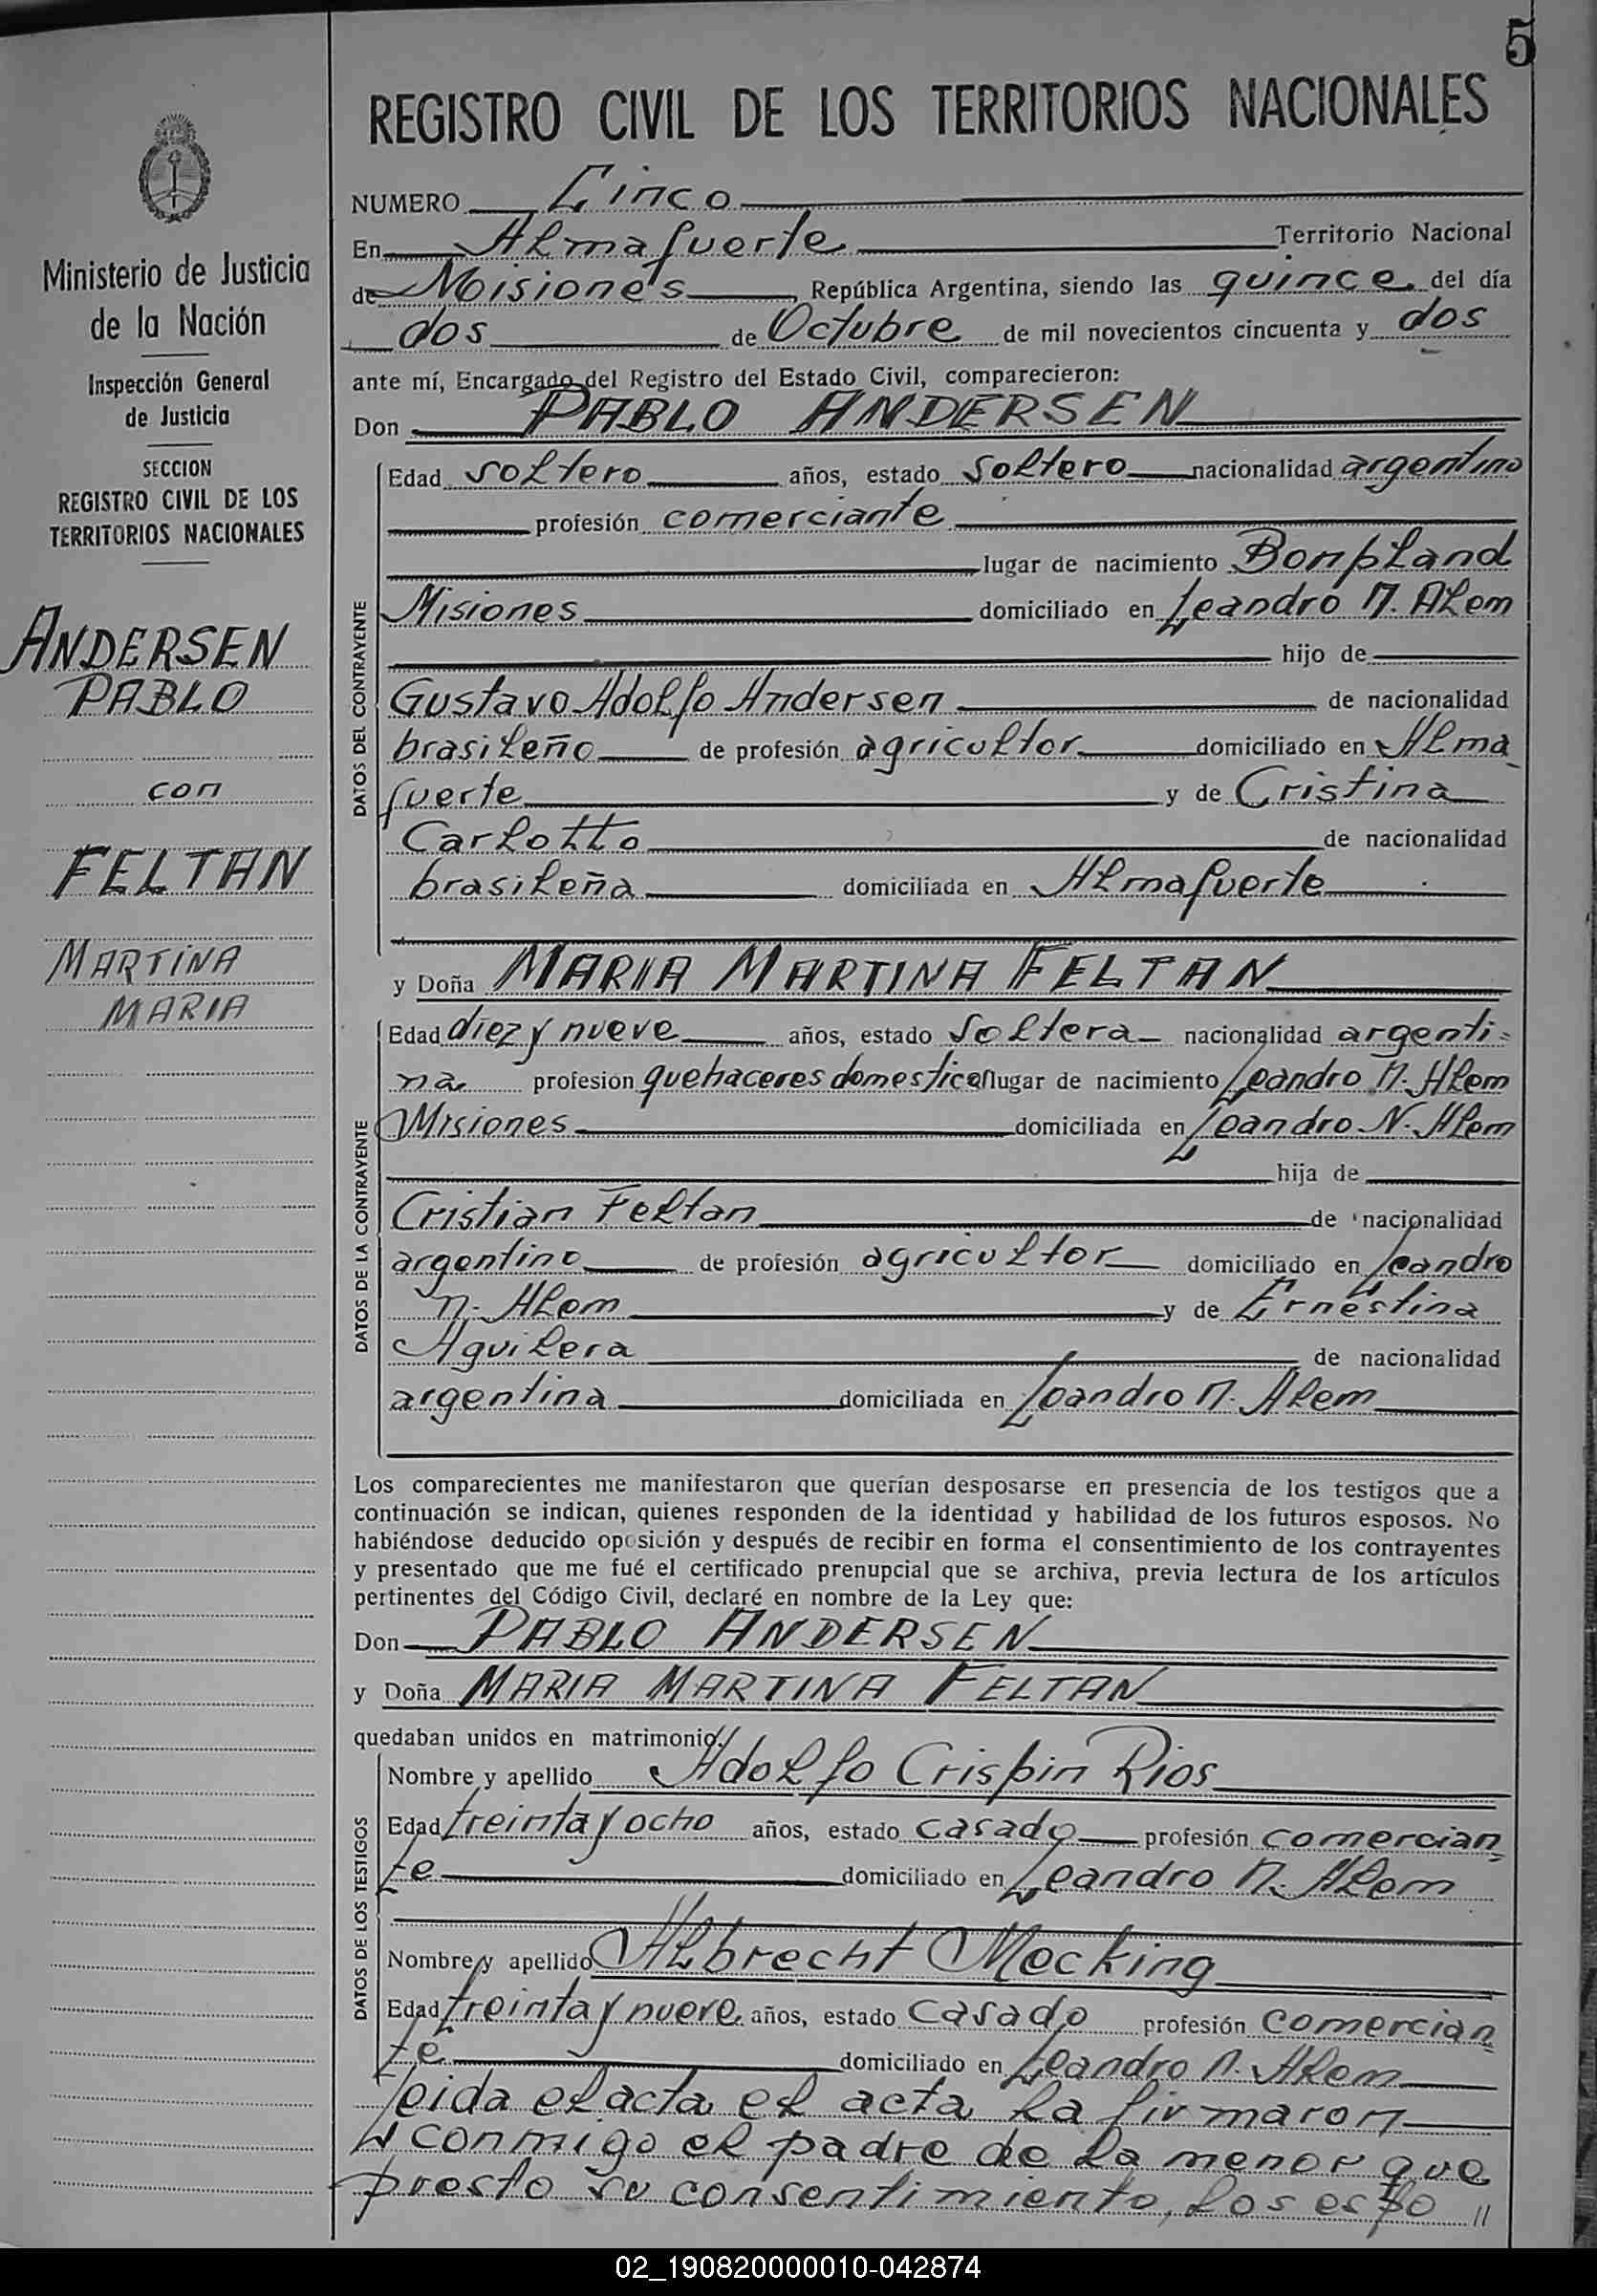 5
REGISTRO CIVIL DE LOS TERRITORIOS NACIONALES
Ministerio de Justicia
de la Nación
Inspección General
de Justicia
SECCION
REGISTRO CIVIL DE LOS
TERRITORIOS NACIONALES
ANDERSEN
PABLO
con
FELTAN
MARTINA
MARIA
NUMERO Cinco
En Almafuerte Territorio Nacional
de Misiones, República Argentina, siendo las quince del día
dos de Octubre de mil novecientos cincuenta y dos
ante mí, Encargado del Registro del Estado Civil, comparecieron:
Don PABLO ANDERSEN
DATOS DEL CONTRAYENTE
Edad soltero años, estado soltero nacionalidad argentino
profesión comerciante
lugar de nacimiento Bonpland
Misiones domiciliado en Leandro N. Alem
hijo de
Gustavo Adolfo Andersen de nacionalidad
brasileño de profesión agricultor domiciliado en Alma
fuerte y de Cristina
Carlotto de nacionalidad
brasileña domiciliada en Almafuerte
y Doña MARIA MARTINA FELTAN
DATOS DE LA CONTRAYENTE
Edad diez y nueve años, estado soltera nacionalidad argenti=
na profesión quehaceres domesticos lugar de nacimiento Leandro N. Alem
Misiones domiciliada en Leandro N. Alem
hija de
Cristian Feltan de nacionalidad
argentino de profesión agricultor domiciliado en Leandro
N. Alem y de Ernestina
Aguilera de nacionalidad
argentina domiciliada en Leandro N. Alem
Los comparecientes me manifestaron que querían desposarse en presencia de los testigos que a
continuación se indican, quienes responden de la identidad y habilidad de los futuros esposos. No
habiéndose deducido oposición y después de recibir en forma el consentimiento de los contrayentes
y presentado que me fué el certificado prenupcial que se archiva, previa lectura de los artículos
pertinentes del Código Civil, declaré en nombre de la Ley que:
Don PABLO ANDERSEN
y Doña MARIA MARTINA FELTAN
quedaban unidos en matrimonio.
DATOS DE LOS TESTIGOS
Nombre y apellido Adolfo Crispin Rios
Edad treinta y ocho años, estado casado profesión comercian=
te domiciliado en Leandro N. Alem
Nombre y apellido Albrecht Mocking
Edad treinta y nueve años, estado casado profesión comercian=
te domiciliado en Leandro N. Alem
Leida el acta el acta la firmaron
conmigo el padre de la menor que
presto su consentimiento, los espo //
02_190820000010-042874